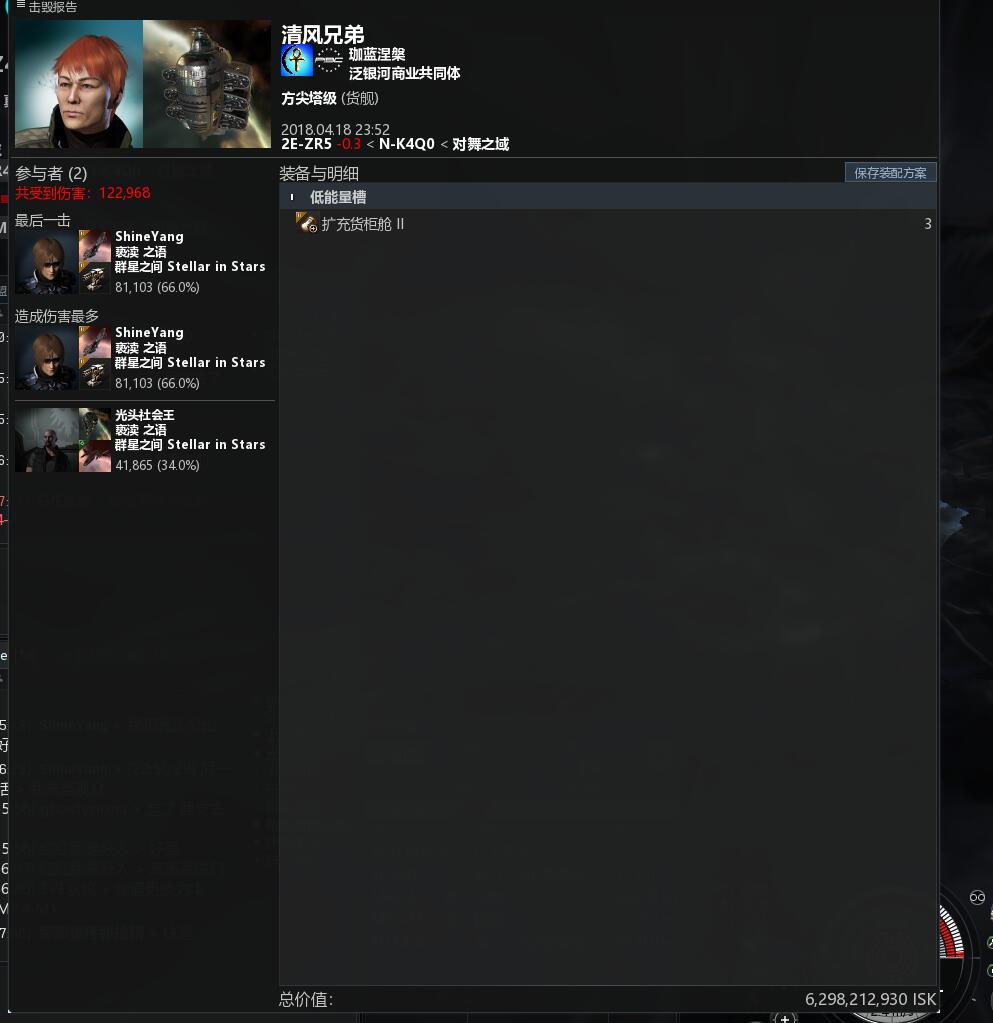 击毁报告
清风兄弟
珈蓝涅槃
泛银河商业共同体
方尖塔级 (货舰)
2018.04.18 23:52
2E-ZR5 -0.3 < N-K4Q0 < 对舞之域
参与者 (2)
共受到伤害: 122,968
最后一击
ShineYang
亵渎 之语
群星之间 Stellar in Stars
81,103 (66.0%)
造成伤害最多
ShineYang
亵渎 之语
群星之间 Stellar in Stars
81,103 (66.0%)
光头社会王
亵渎 之语
群星之间 Stellar in Stars
41,865 (34.0%)
装备与明细
保存装配方案
低能量槽
扩充货柜舱 II 3
总价值: 6,298,212,930 ISK